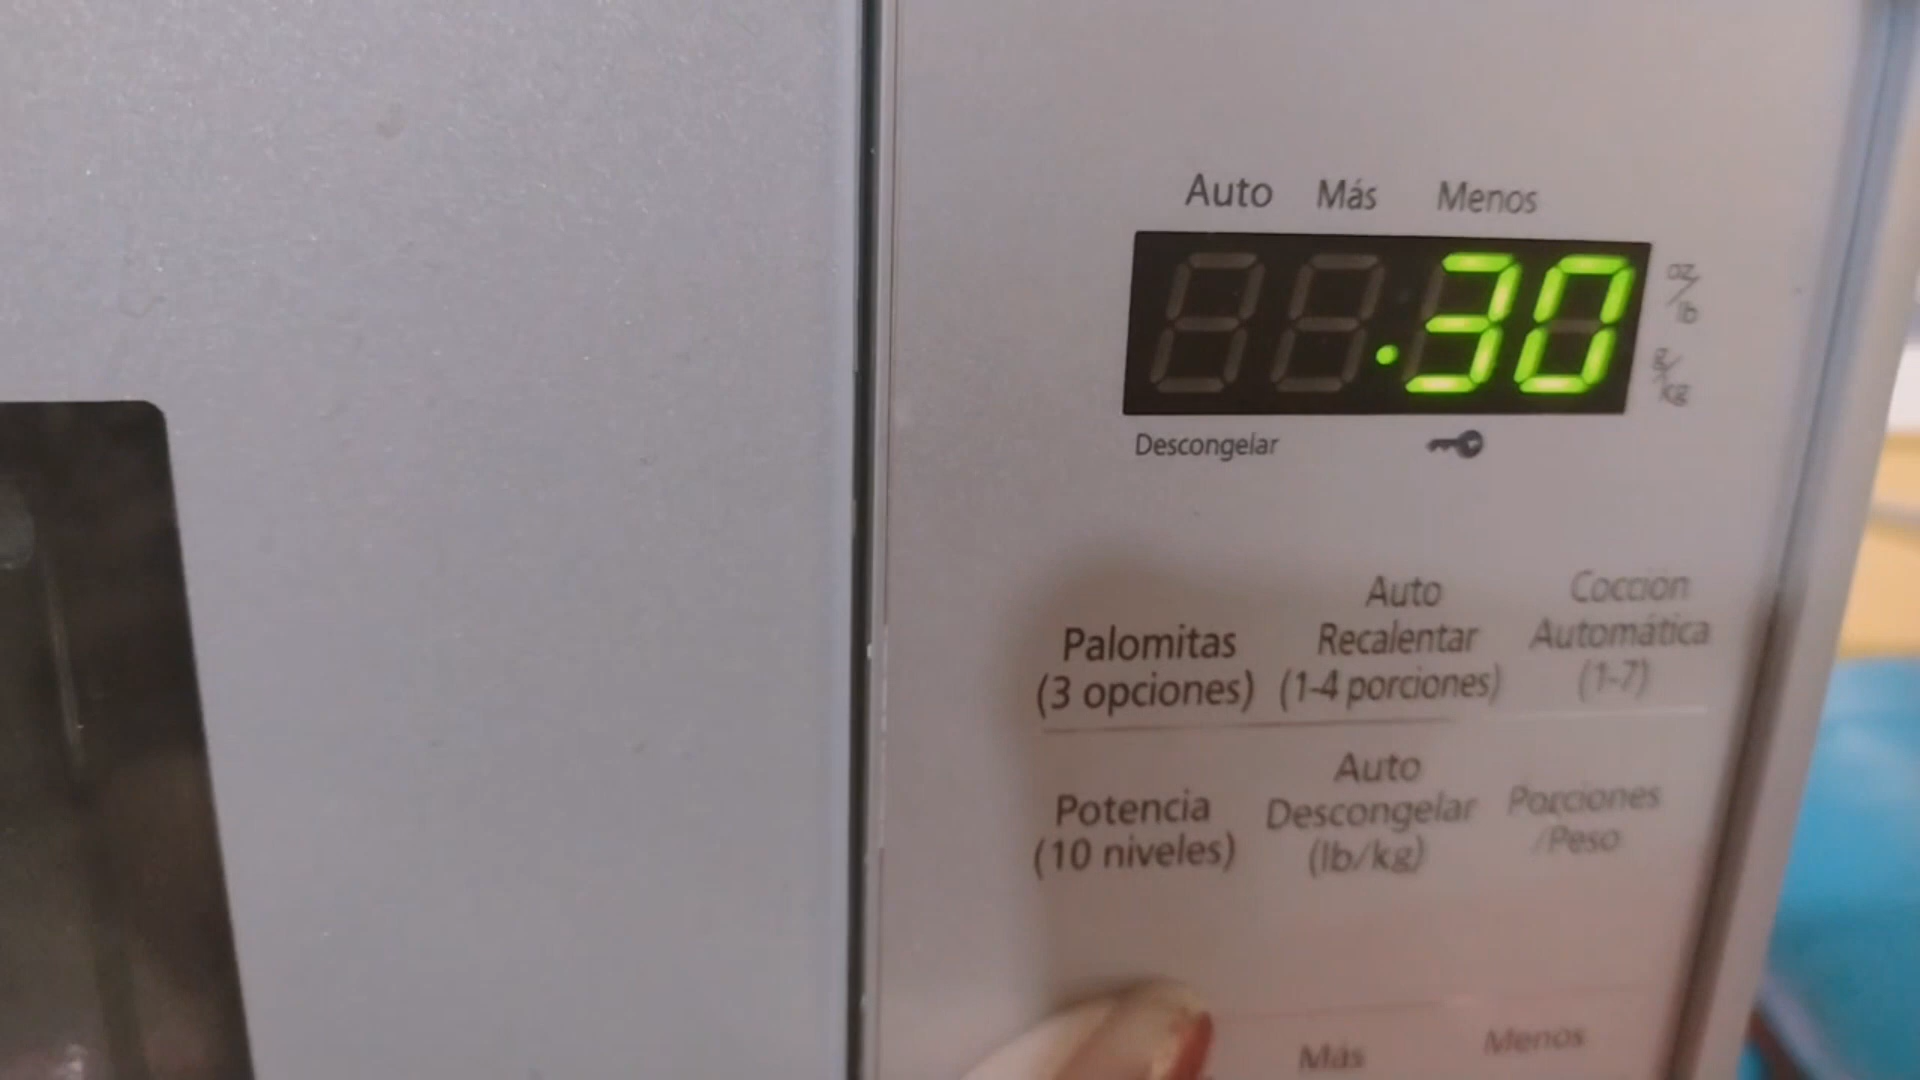 Auto Más Menos
.30
oz/lb
g/kg
Descongelar
Auto
Recalentar
(1-4 porciones)
Palomitas
(3 opciones)
Cocción
Automática
(1-7)
Potencia
(10 niveles)
Auto
Descongelar
(lb/kg)
Porciones
/Peso
Más Menos